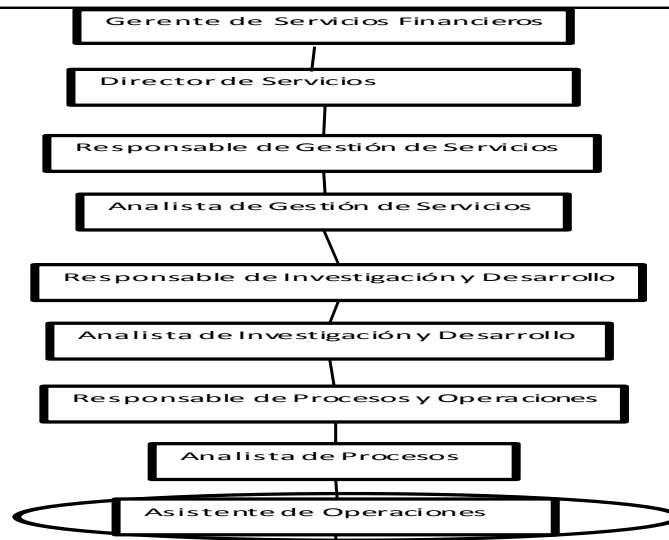 Gerente de Servicios Financieros
Director de Servicios
Responsable de Gestión de Servicios
Analista de Gestión de Servicios
Responsable de Investigación y Desarrollo
Analista de Investigación y Desarrollo
Responsable de Procesos y Operaciones
Analista de Procesos
Asistente de Operaciones